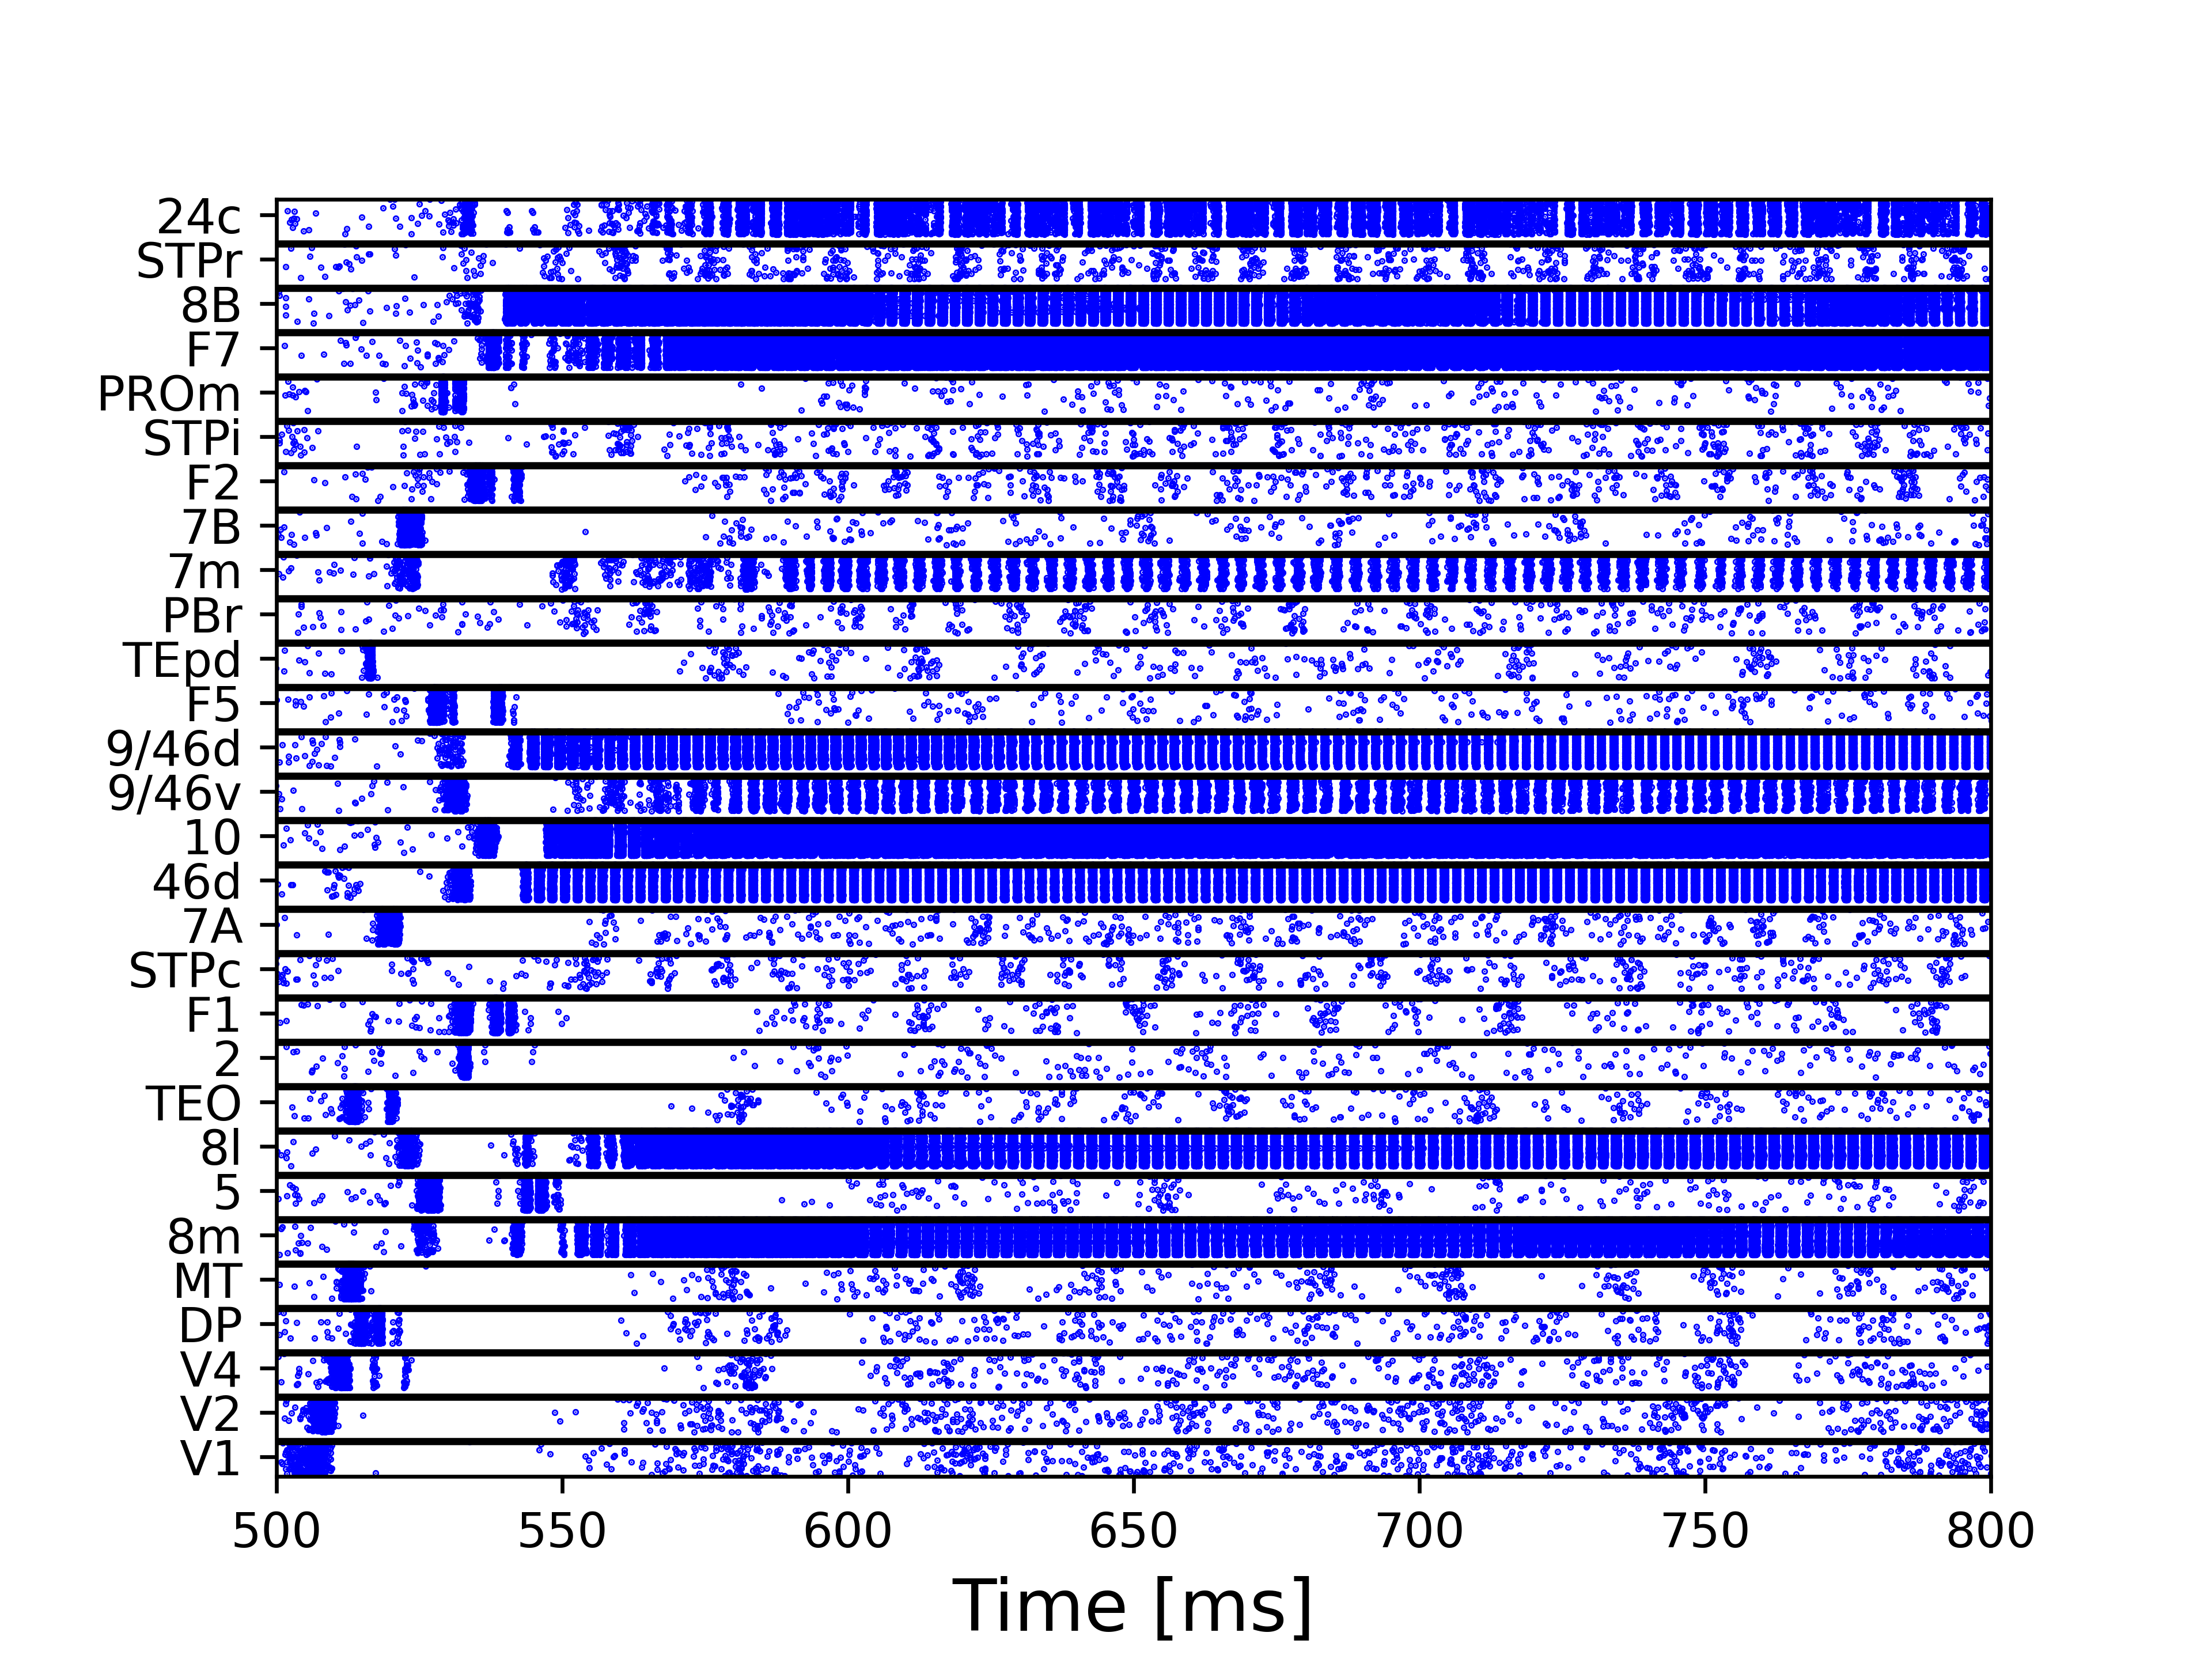 24c
STPr
8B
F7
PROm
STPi
F2
7B
7m
PBr
TEpd
F5
9/46d
9/46v
10
46d
7A
STPc
F1
2
TEO
8l
5
8m
MT
DP
V4
V2
V1
500 550 600 650 700 750 800
Time [ms]